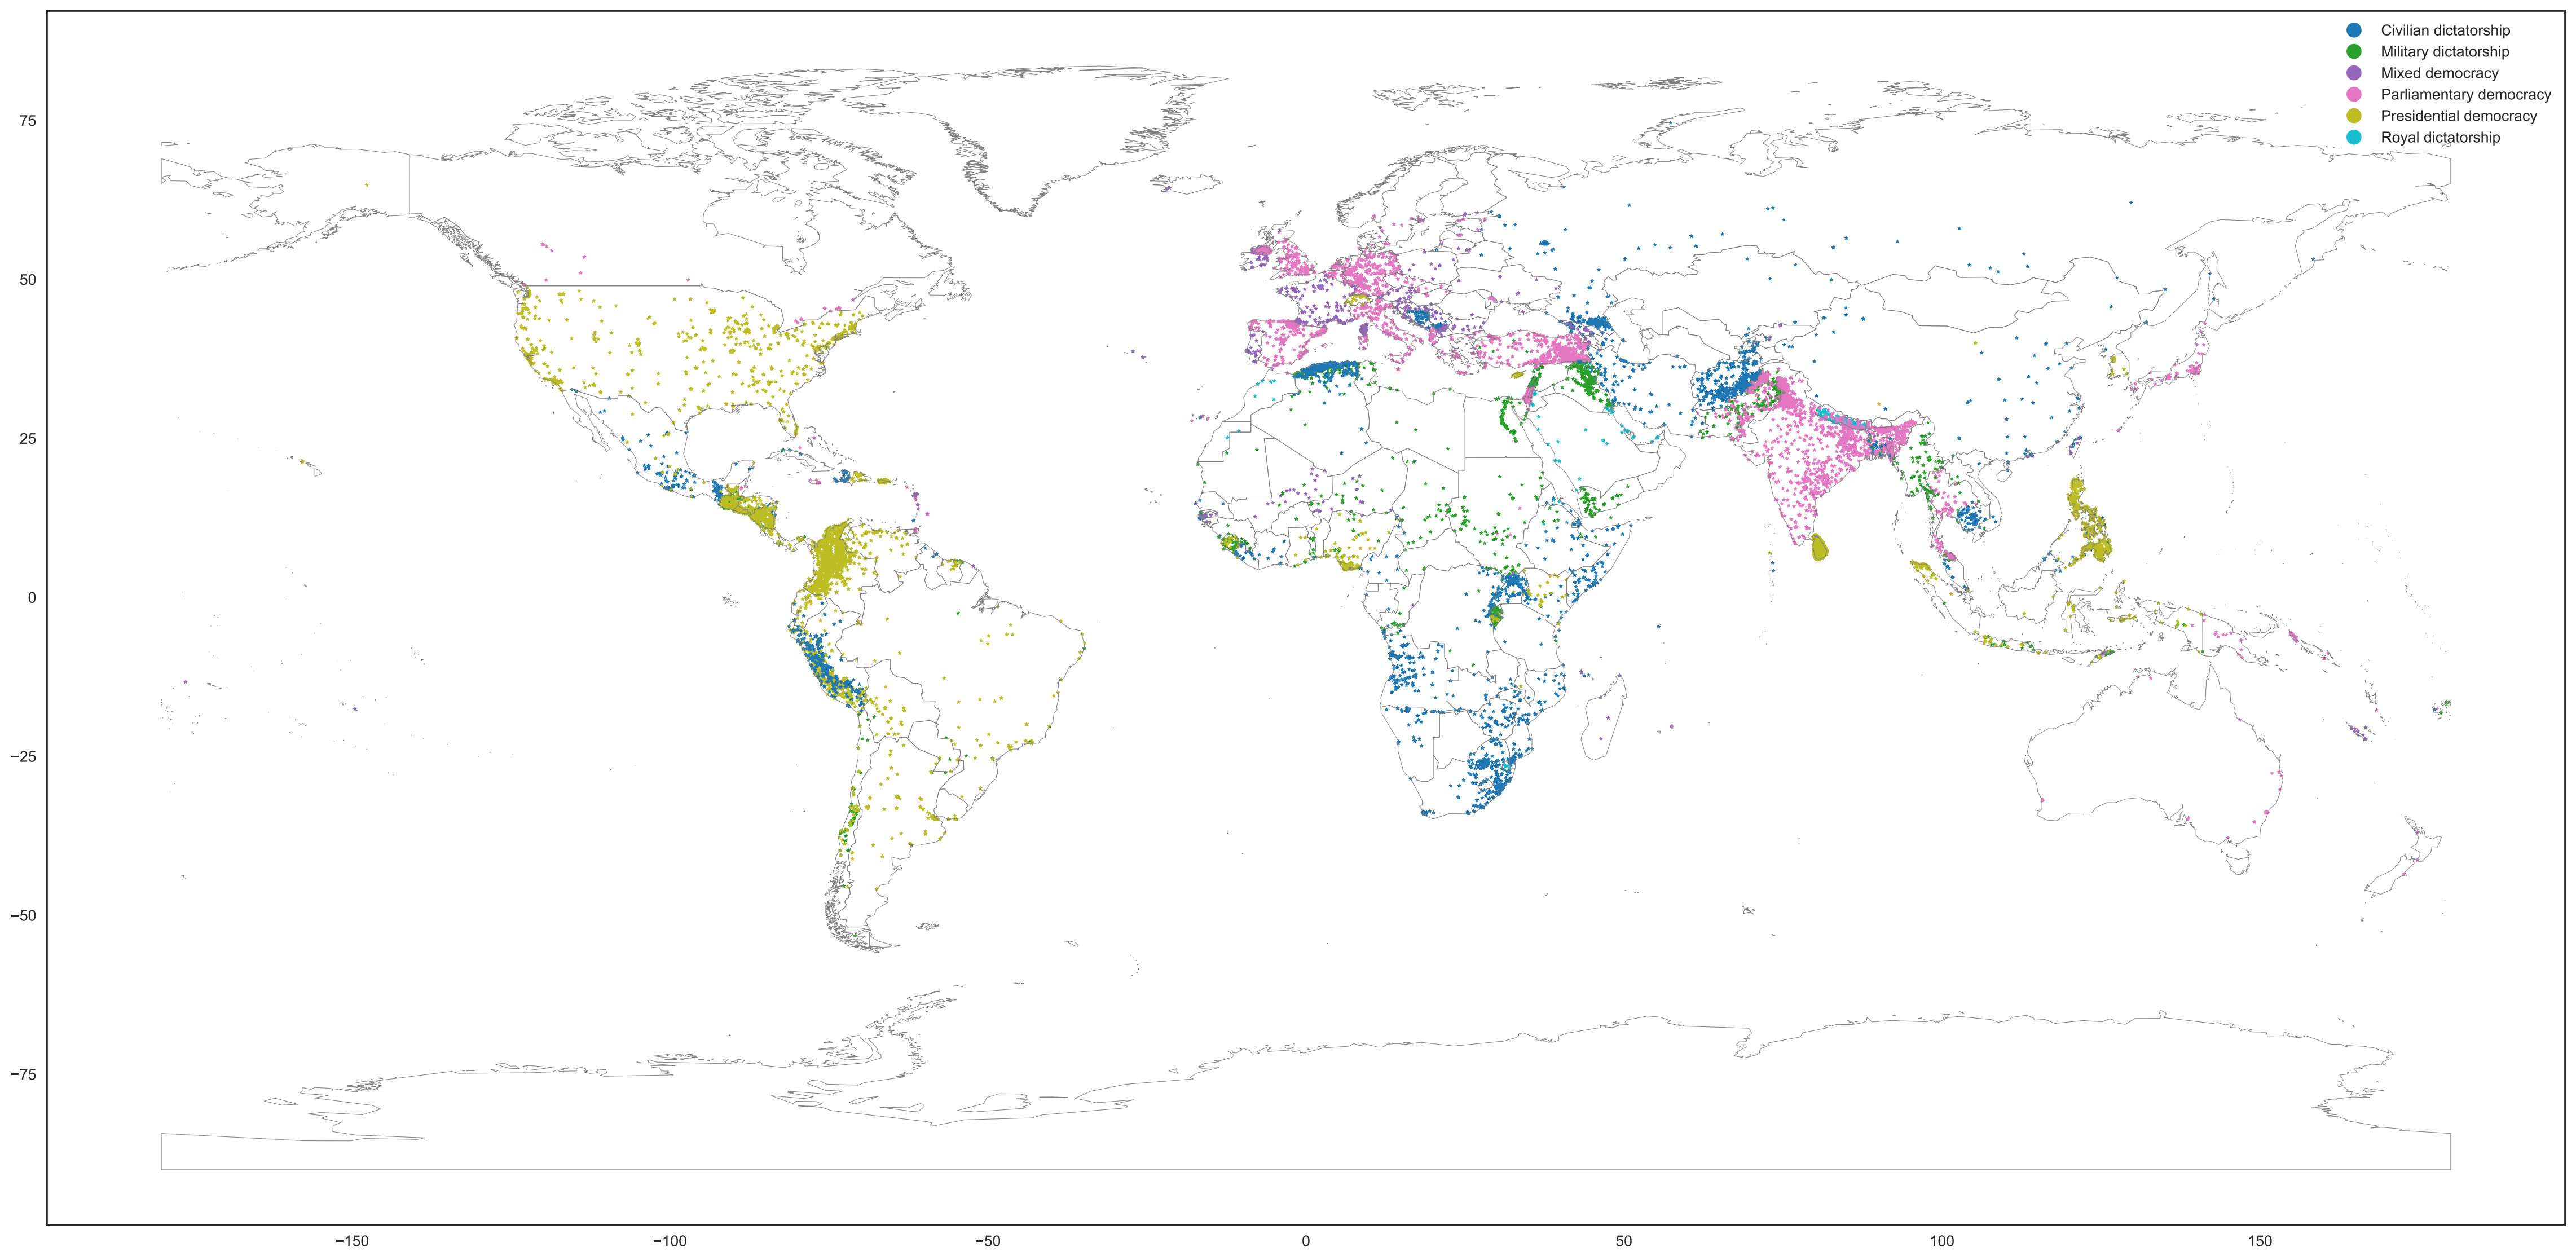 Civilian dictatorship
Military dictatorship
Mixed democracy
Parliamentary democracy
Presidential democracy
Royal dictatorship
75
50
25
0
−25
−50
−75
−150
−100
−50
0
50
100
150